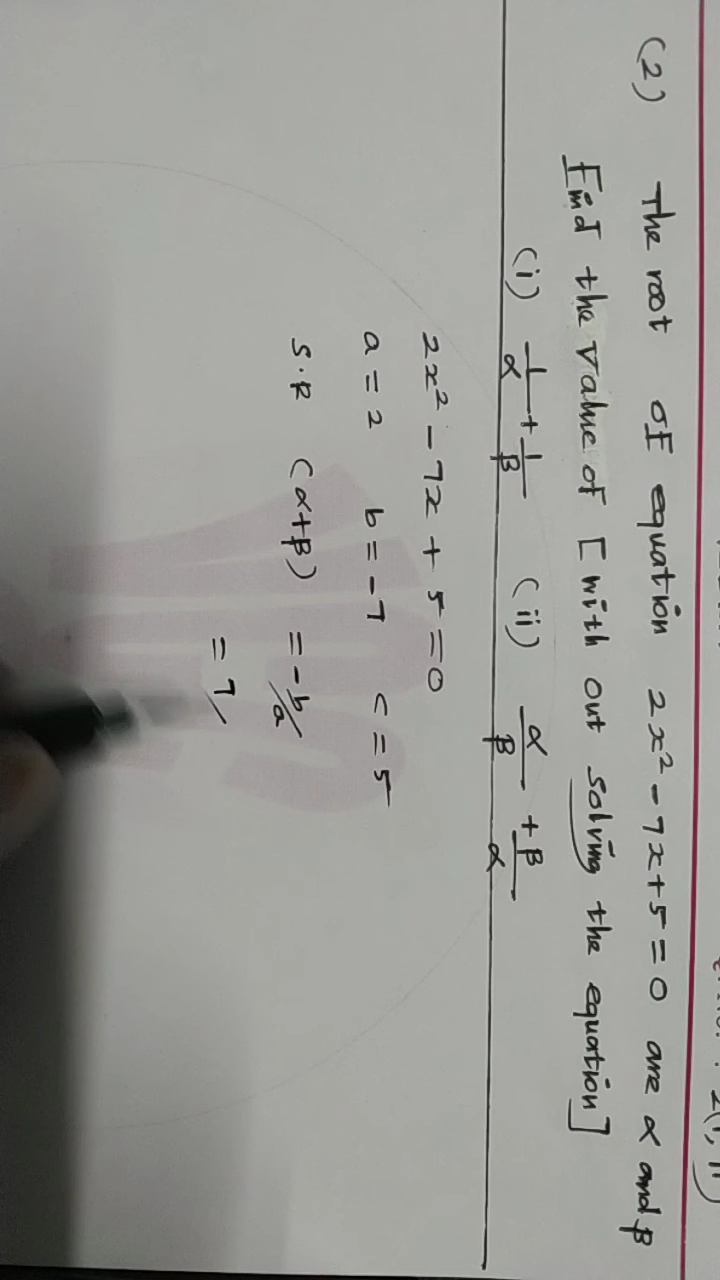 (2) The root of equation 2x² - 7x + 5 = 0 are α and β
Find the value of [with out solving the equation]
(i) 1/α + 1/β (ii) α/β + β/α
2x² - 7x + 5 = 0
a = 2 b = -7 c = 5
S.R (α+β) = -b/a
= 7/